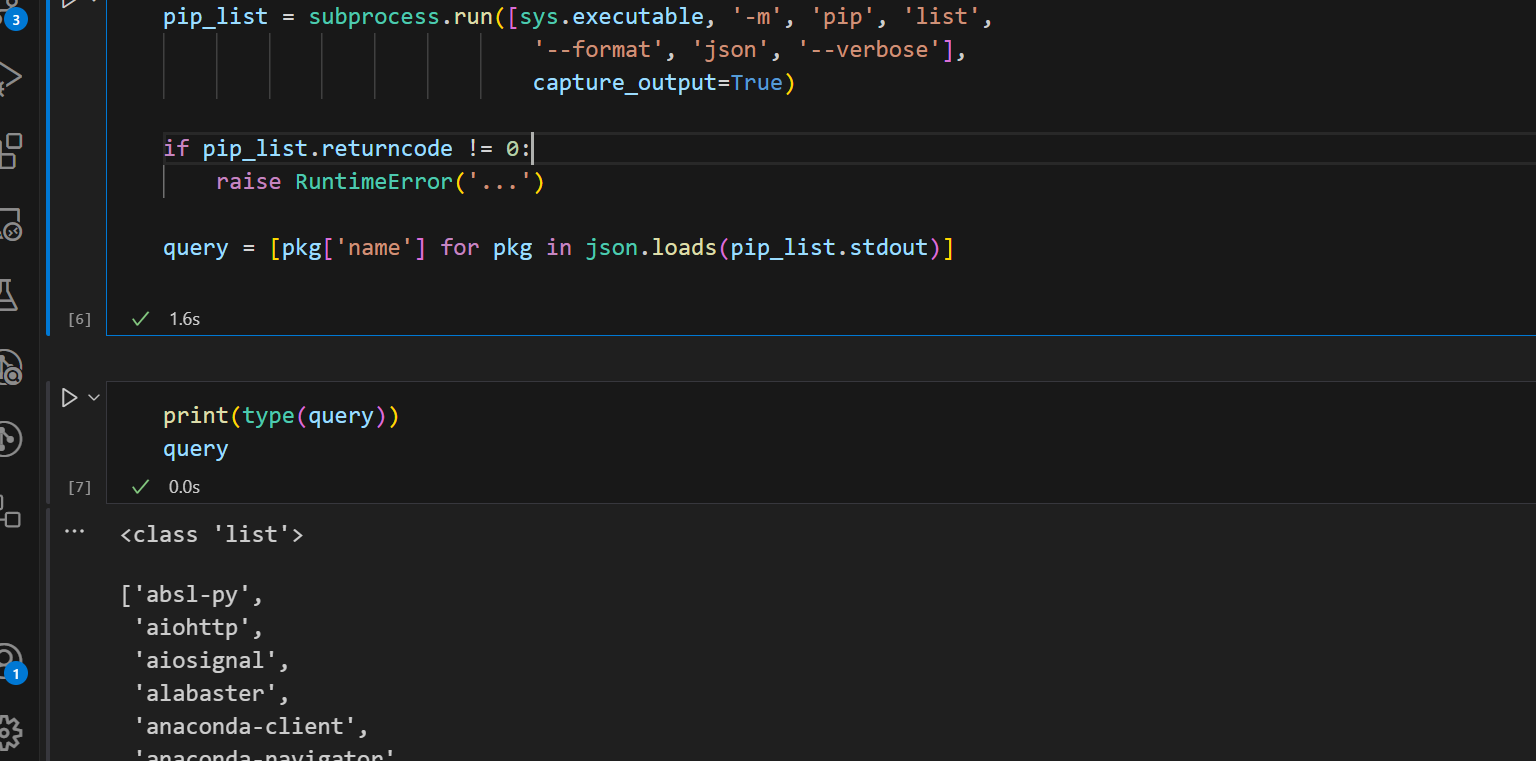 3
pip_list = subprocess.run([sys.executable, '-m', 'pip', 'list',
'--format', 'json', '--verbose'],
capture_output=True)
if pip_list.returncode != 0:
raise RuntimeError('...')
query = [pkg['name'] for pkg in json.loads(pip_list.stdout)]
[6] 1.6s
print(type(query))
query
[7] 0.0s
... <class 'list'>
['absl-py',
'aiohttp',
'aiosignal',
'alabaster',
'anaconda-client',
1
'anaconda-navigator'